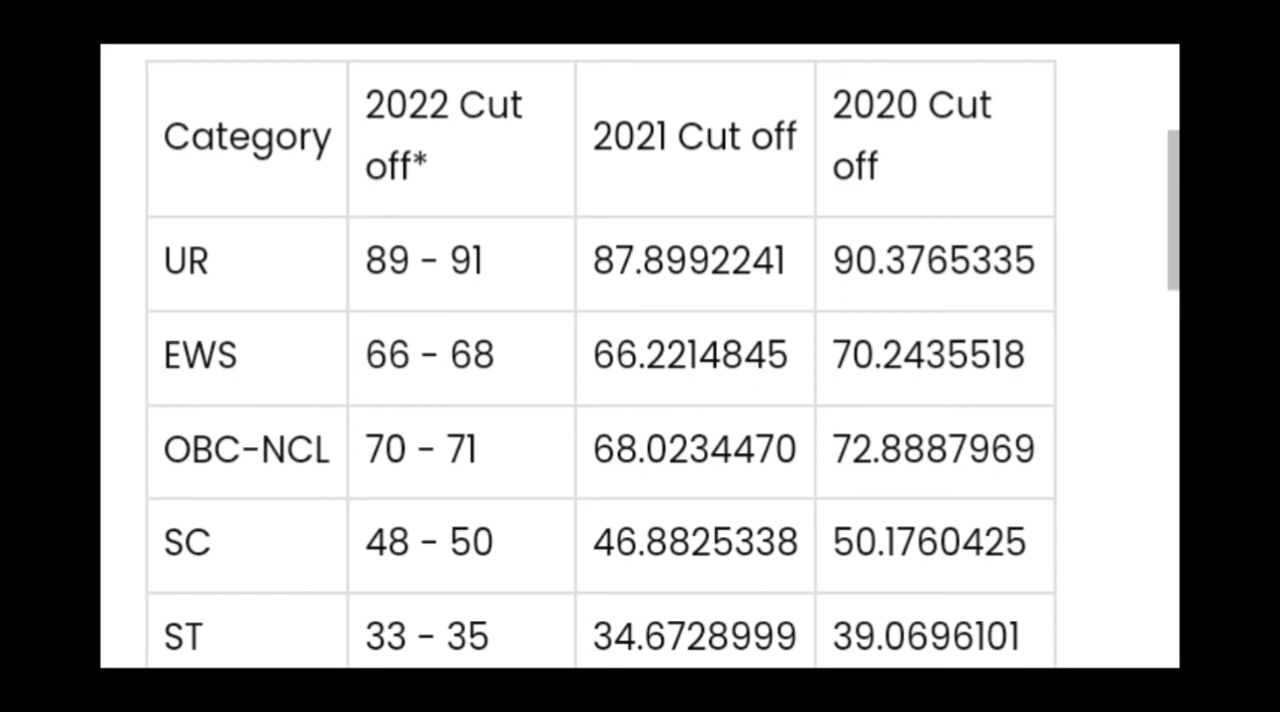 Category 2022 Cut off* 2021 Cut off 2020 Cut off
UR 89 - 91 87.8992241 90.3765335
EWS 66 - 68 66.2214845 70.2435518
OBC-NCL 70 - 71 68.0234470 72.8887969
SC 48 - 50 46.8825338 50.1760425
ST 33 - 35 34.6728999 39.0696101